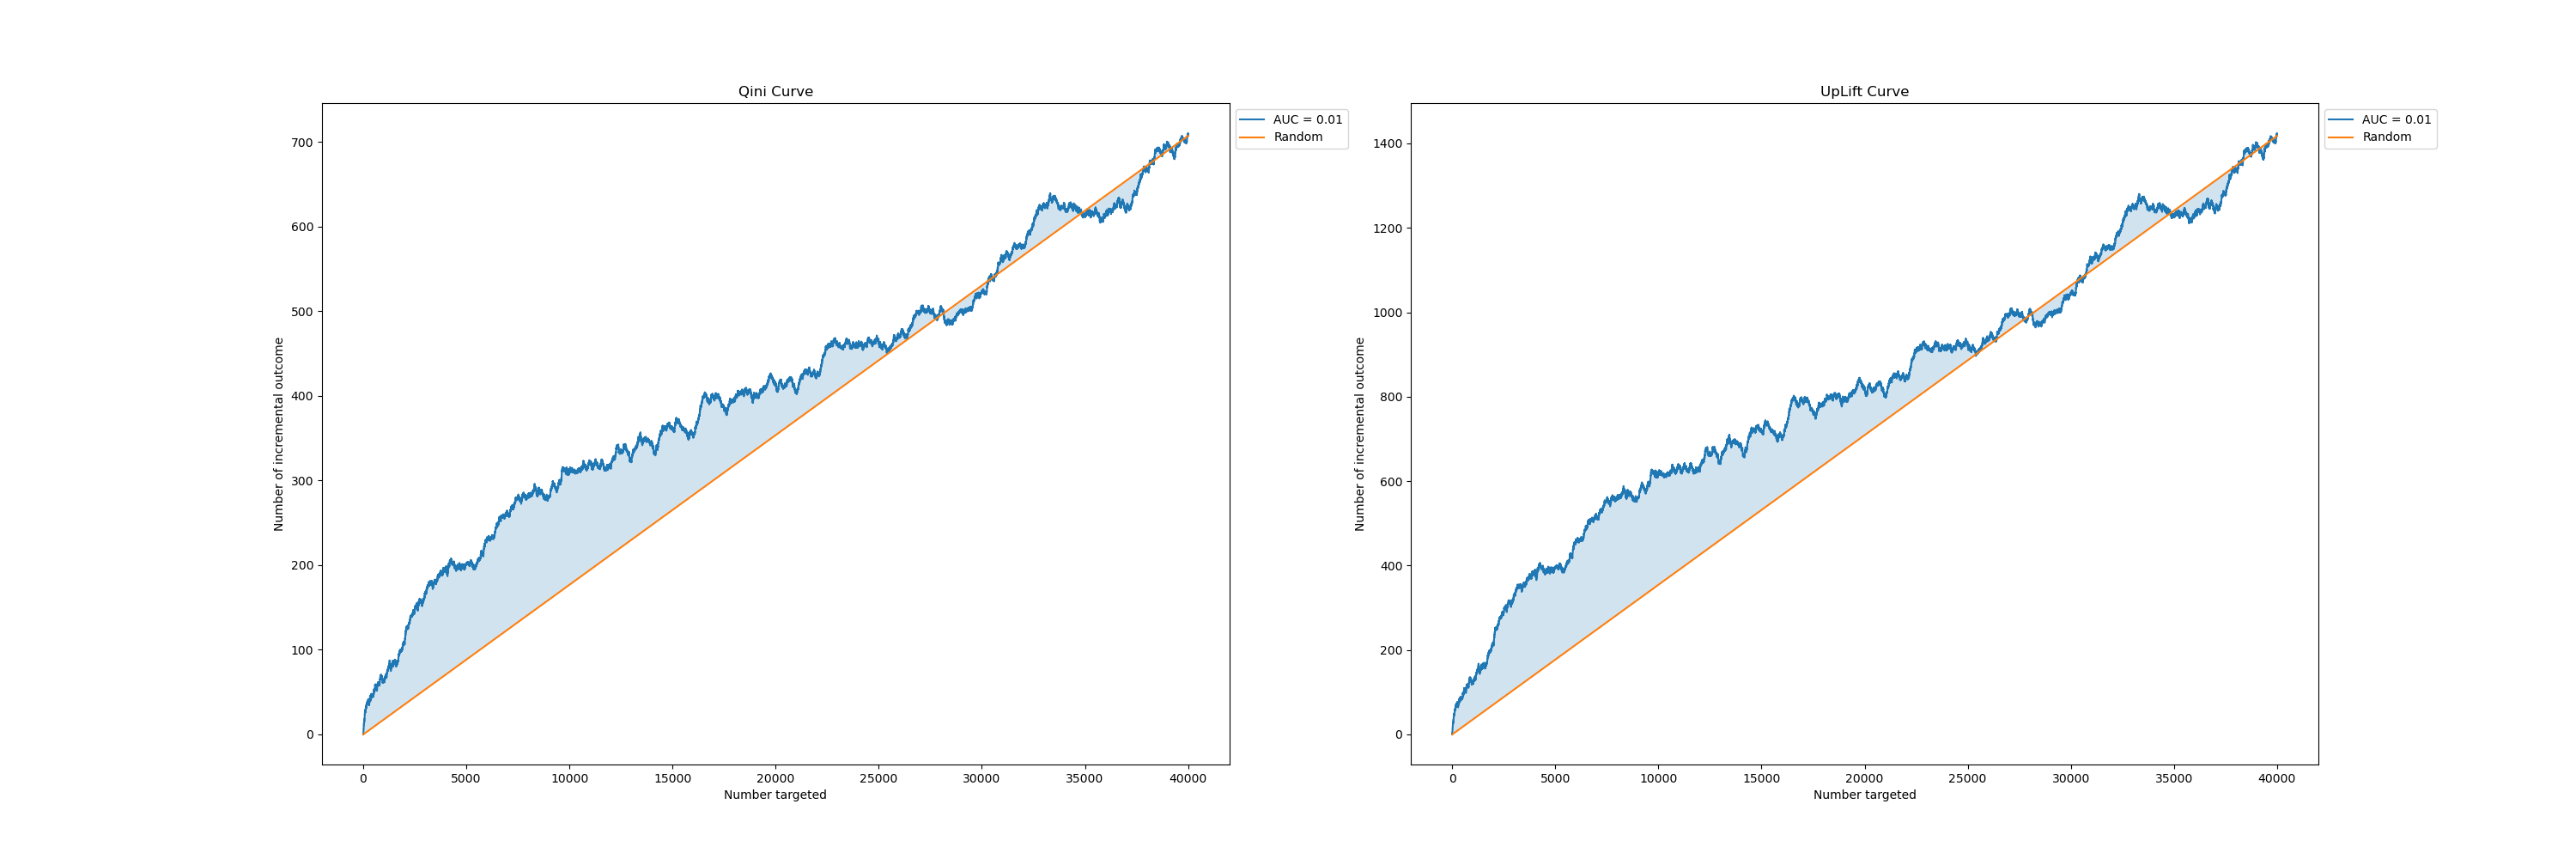 Qini Curve
700
600
500
400
300
200
100
0
Number of incremental outcome
0 5000 10000 15000 20000 25000 30000 35000 40000
Number targeted
AUC = 0.01
Random
UpLift Curve
1400
1200
1000
800
600
400
200
0
Number of incremental outcome
0 5000 10000 15000 20000 25000 30000 35000 40000
Number targeted
AUC = 0.01
Random